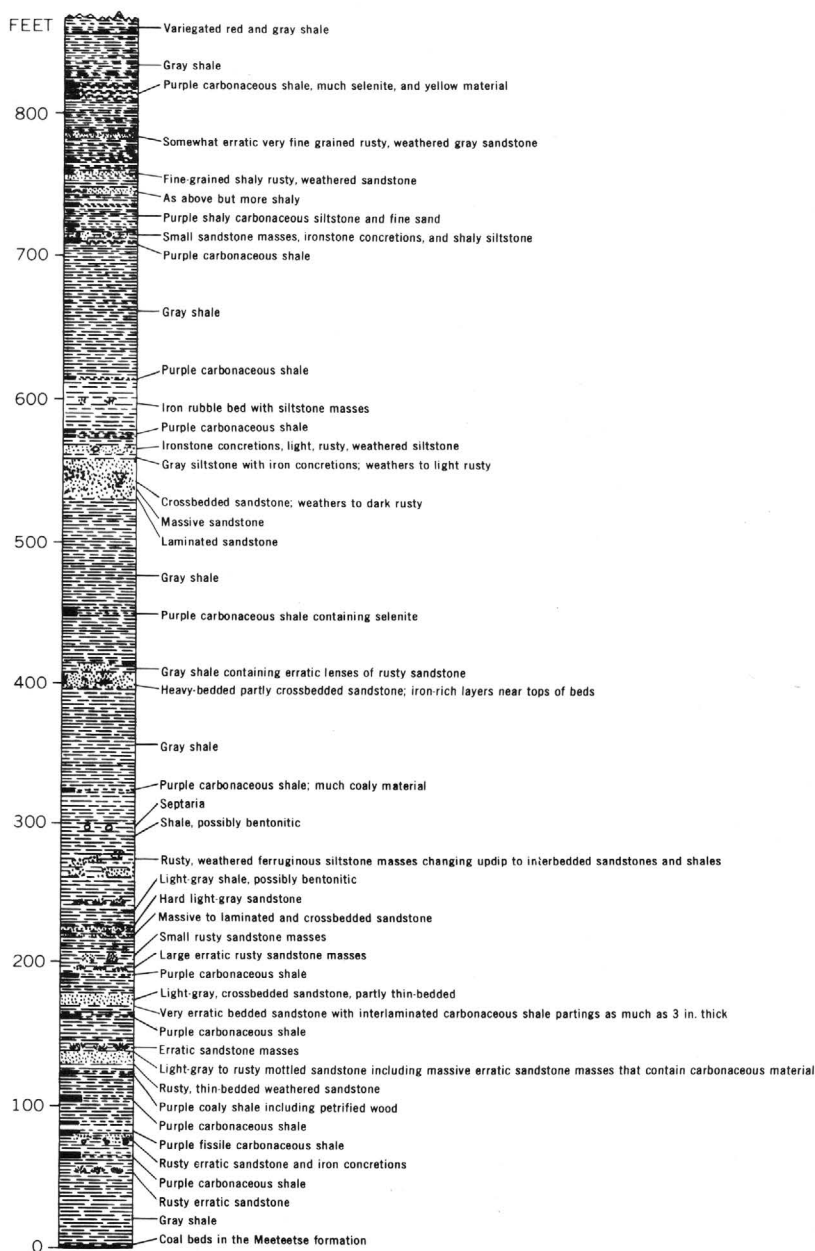 FEET
Variegated red and gray shale
Gray shale
Purple carbonaceous shale, much selenite, and yellow material
800
Somewhat erratic very fine grained rusty, weathered gray sandstone
Fine-grained shaly rusty, weathered sandstone
As above but more shaly
Purple shaly carbonaceous siltstone and fine sand
Small sandstone masses, ironstone concretions, and shaly siltstone
700
Purple carbonaceous shale
Gray shale
Purple carbonaceous shale
600
Iron rubble bed with siltstone masses
Purple carbonaceous shale
Ironstone concretions, light, rusty, weathered siltstone
Gray siltstone with iron concretions; weathers to light rusty
Crossbedded sandstone; weathers to dark rusty
Massive sandstone
500
Laminated sandstone
Gray shale
Purple carbonaceous shale containing selenite
Gray shale containing erratic lenses of rusty sandstone
400
Heavy-bedded partly crossbedded sandstone; iron-rich layers near tops of beds
Gray shale
Purple carbonaceous shale; much coaly material
Septaria
300
Shale, possibly bentonitic
Rusty, weathered ferruginous siltstone masses changing updip to interbedded sandstones and shales
Light-gray shale, possibly bentonitic
Hard light-gray sandstone
Massive to laminated and crossbedded sandstone
Small rusty sandstone masses
200
Large erratic rusty sandstone masses
Purple carbonaceous shale
Light-gray, crossbedded sandstone, partly thin-bedded
Very erratic bedded sandstone with interlaminated carbonaceous shale partings as much as 3 in. thick
Purple carbonaceous shale
Erratic sandstone masses
Light-gray to rusty mottled sandstone including massive erratic sandstone masses that contain carbonaceous material
Rusty, thin-bedded weathered sandstone
100
Purple coaly shale including petrified wood
Purple carbonaceous shale
Purple fissile carbonaceous shale
Rusty erratic sandstone and iron concretions
Purple carbonaceous shale
Rusty erratic sandstone
Gray shale
0
Coal beds in the Meeteetse formation